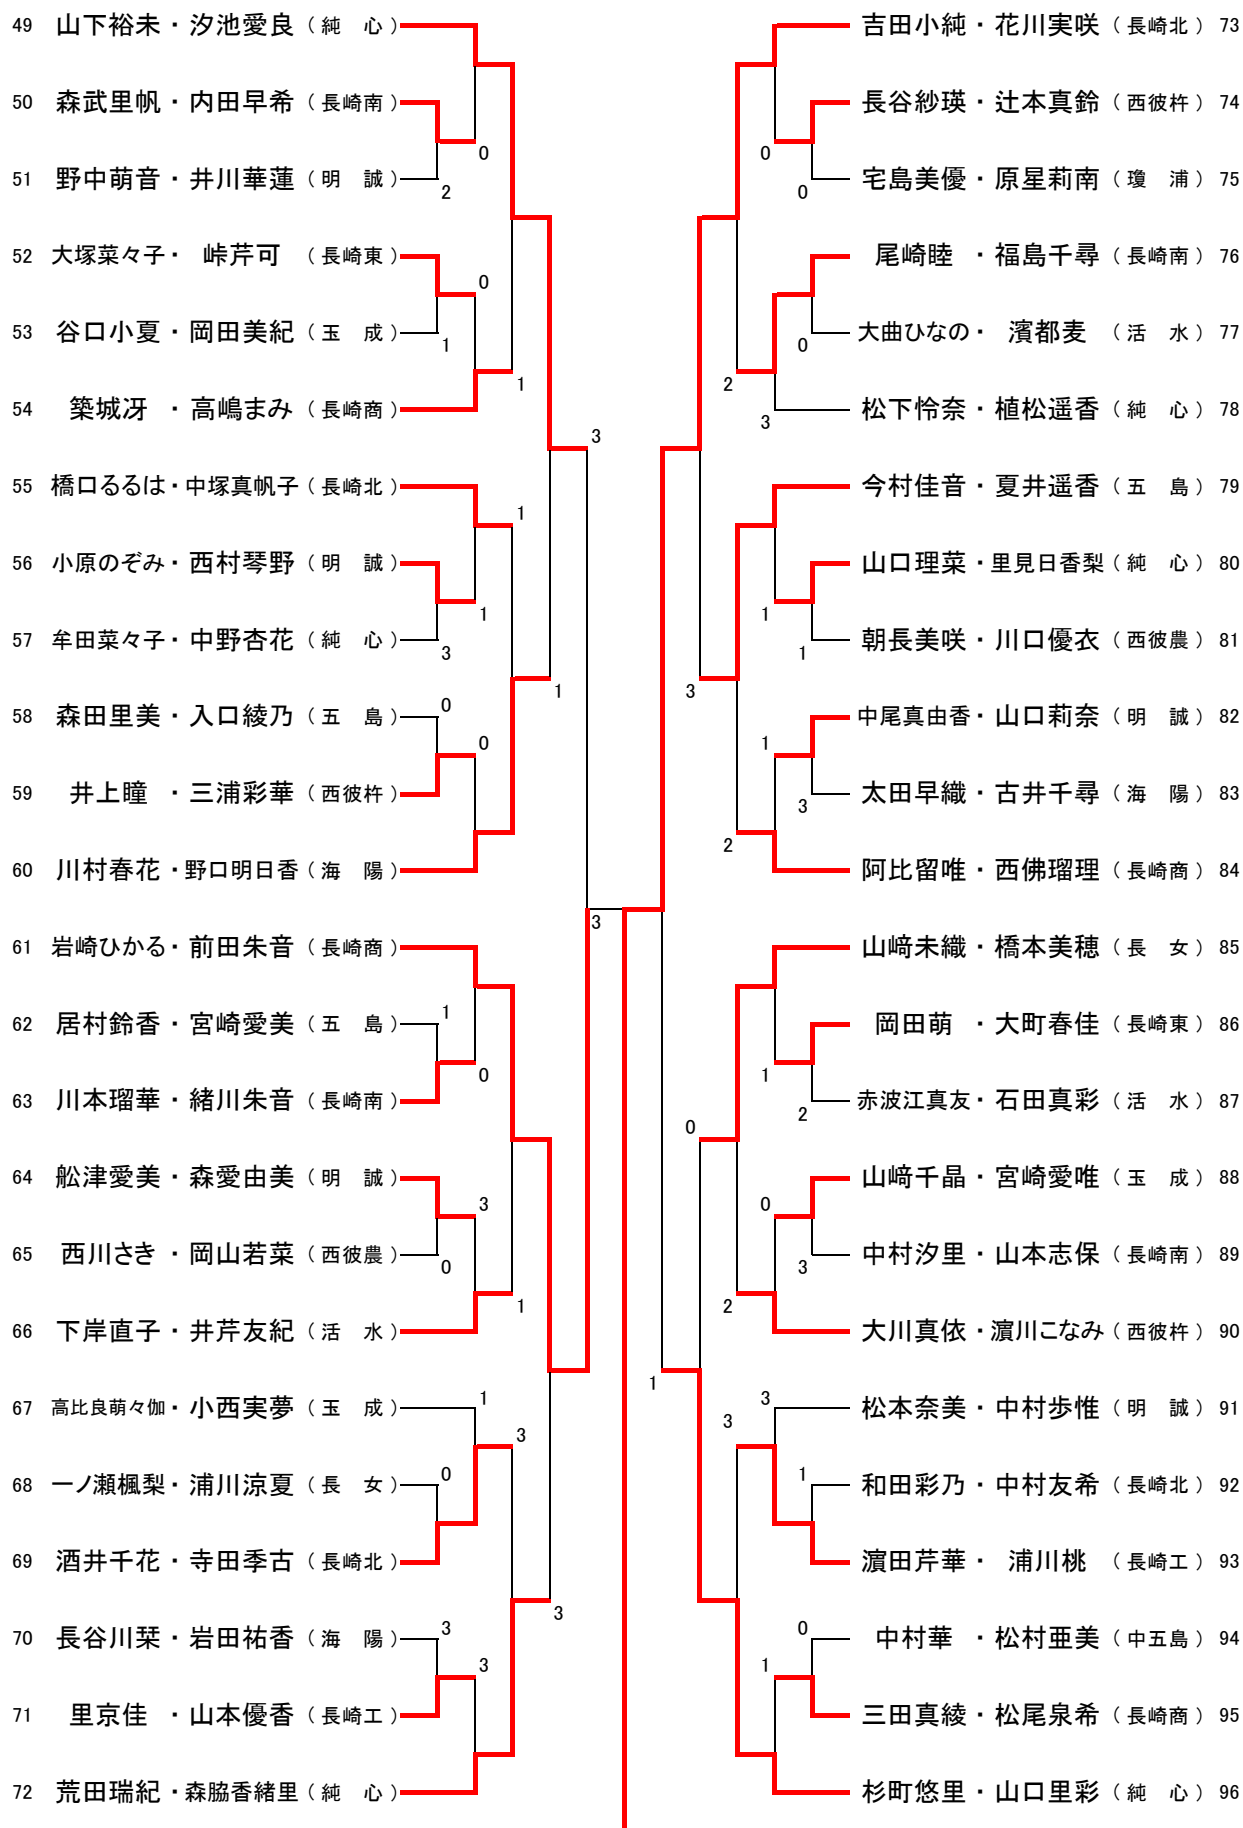 49 山下裕未・汐池愛良（純　心）
50 森武里帆・内田早希（長崎南）
0
51 野中萌音・井川華蓮（明　誠）
2
52 大塚菜々子・峠芹可（長崎東）
0
53 谷口小夏・岡田美紀（玉　成）
1
1
54 築城冴・高嶋まみ（長崎商）
3
55 橋口るるは・中塚真帆子（長崎北）
1
56 小原のぞみ・西村琴野（明　誠）
1
57 牟田菜々子・中野杏花（純　心）
3
1
58 森田里美・入口綾乃（五　島）
0
0
59 井上瞳・三浦彩華（西彼杵）
60 川村春花・野口明日香（海　陽）
3
61 岩崎ひかる・前田朱音（長崎商）
62 居村鈴香・宮崎愛美（五　島）
1
0
63 川本瑠華・緒川朱音（長崎南）
64 舩津愛美・森愛由美（明　誠）
3
65 西川さき・岡山若菜（西彼農）
0
1
66 下岸直子・井芹友紀（活　水）
67 高比良萌々伽・小西実夢（玉　成）
1
3
68 一ノ瀬楓梨・浦川涼夏（長　女）
0
69 酒井千花・寺田季古（長崎北）
3
70 長谷川栞・岩田祐香（海　陽）
3
3
71 里京佳・山本優香（長崎工）
72 荒田瑞紀・森脇香緒里（純　心）
吉田小純・花川実咲（長崎北）73
長谷紗瑛・辻本真鈴（西彼杵）74
0
宅島美優・原星莉南（瓊　浦）75
0
尾崎睦・福島千尋（長崎南）76
大曲ひなの・濱都麦（活　水）77
0
2
松下怜奈・植松遥香（純　心）78
3
今村佳音・夏井遥香（五　島）79
山口理菜・里見日香梨（純　心）80
1
朝長美咲・川口優衣（西彼農）81
1
3
中尾真由香・山口莉奈（明　誠）82
1
太田早織・古井千尋（海　陽）83
3
2
阿比留唯・西佛瑠理（長崎商）84
山﨑未織・橋本美穂（長　女）85
岡田萌・大町春佳（長崎東）86
1
赤波江真友・石田真彩（活　水）87
2
0
山﨑千晶・宮崎愛唯（玉　成）88
0
中村汐里・山本志保（長崎南）89
3
2
大川真依・濵川こなみ（西彼杵）90
1
松本奈美・中村歩惟（明　誠）91
3
3
和田彩乃・中村友希（長崎北）92
1
濵田芹華・浦川桃（長崎工）93
中村華・松村亜美（中五島）94
0
1
三田真綾・松尾泉希（長崎商）95
杉町悠里・山口里彩（純　心）96